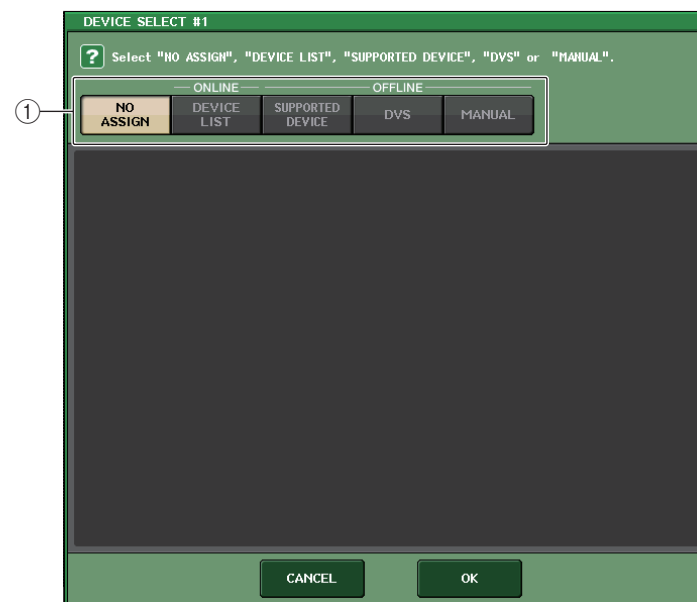 DEVICE SELECT #1
? Select "NO ASSIGN", "DEVICE LIST", "SUPPORTED DEVICE", "DVS" or "MANUAL".
ONLINE OFFLINE
1
NO ASSIGN
DEVICE LIST
SUPPORTED DEVICE
DVS
MANUAL
CANCEL OK